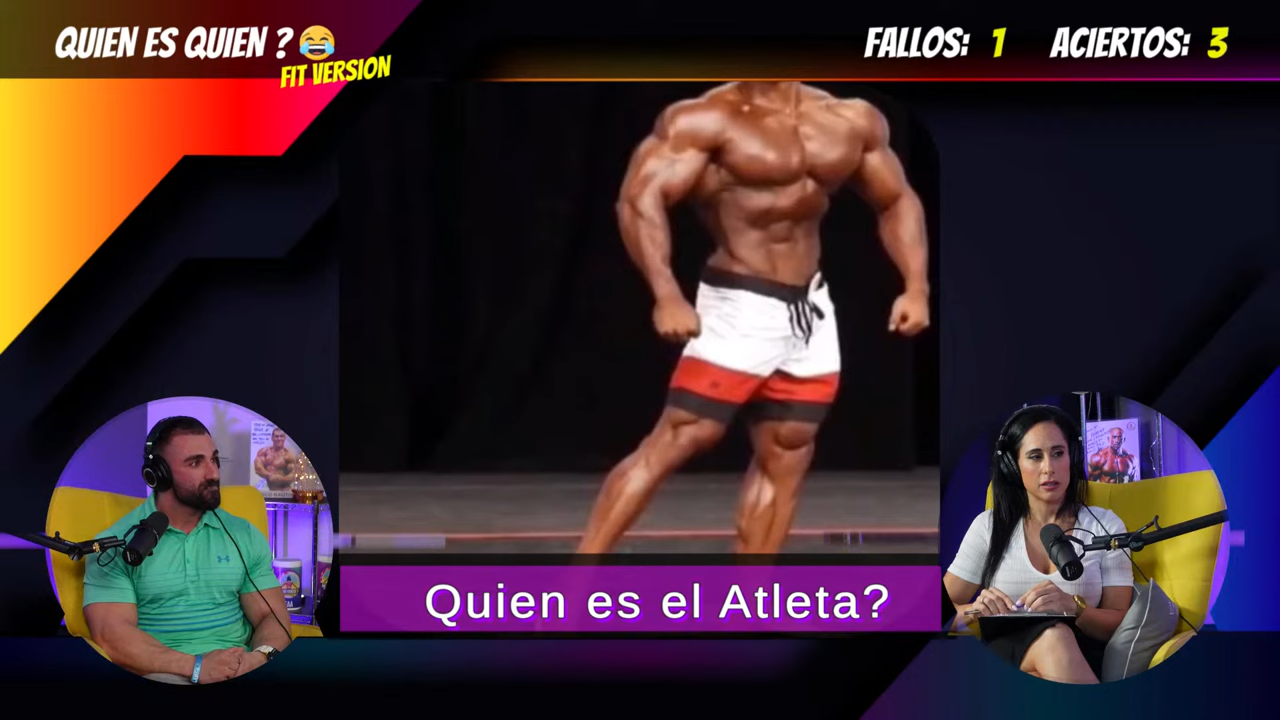 QUIEN ES QUIEN ?😂
FIT VERSION
FALLOS: 1
ACIERTOS: 3
Quien es el Atleta?